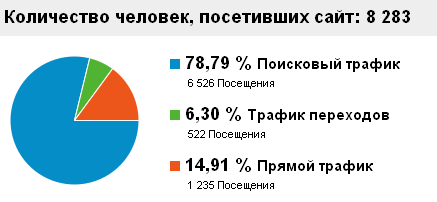 Количество человек, посетивших сайт: 8 283
78,79 % Поисковый трафик
6 526 Посещения
6,30 % Трафик переходов
522 Посещения
14,91 % Прямой трафик
1 235 Посещения